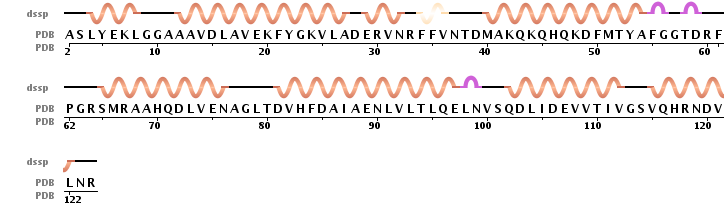 dssp
PDB ASLYEKLGGAAAVDLAVEKFYGKVLADERVNRFFVNTDMAKQKQHQKDFMTYAFGGTDRF
PDB 2 10 20 30 40 50 60
dssp
PDB PGRSMRAAHQDLVENAGLTDVHFDAIAENLVLTLQELNVSQDLIDEVVTIVGSVQHRNDV
PDB 62 70 80 90 100 110 120
dssp
PDB LNR
PDB 122